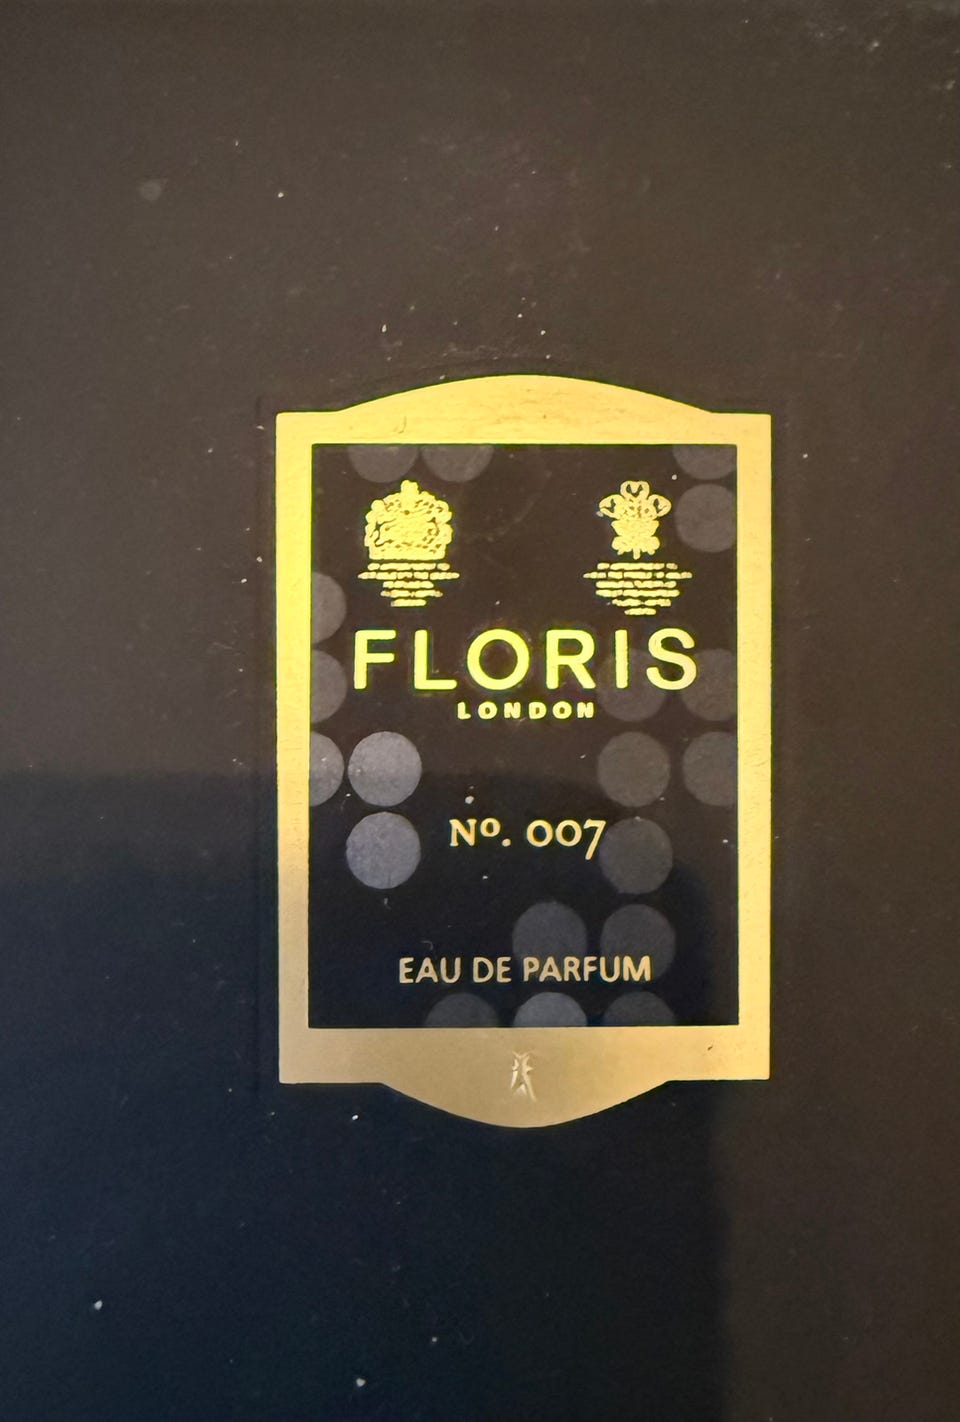 FLORIS
LONDON
Nº. 007
EAU DE PARFUM